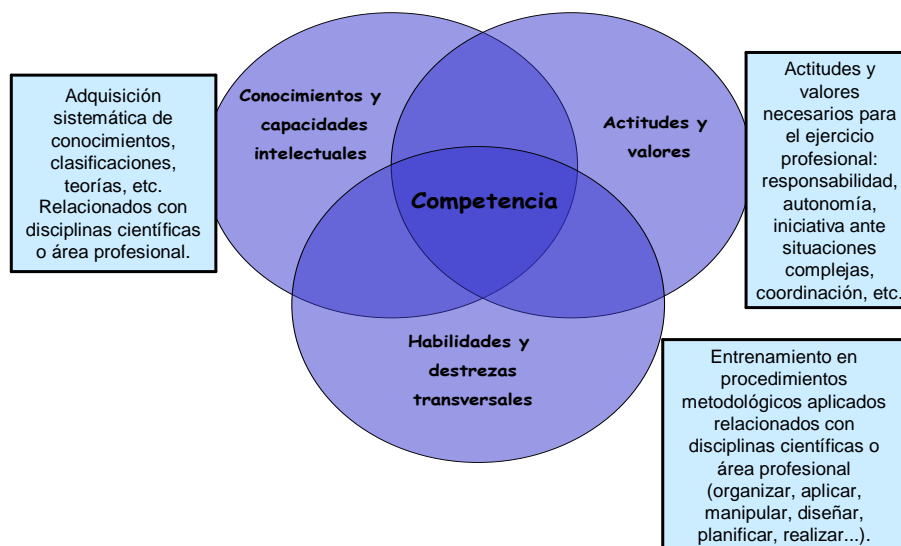 Adquisición
sistemática de
conocimientos,
clasificaciones,
teorías, etc.
Relacionados con
disciplinas científicas
o área profesional.
Conocimientos y
capacidades
intelectuales
Actitudes y
valores
Competencia
Habilidades y
destrezas
transversales
Actitudes y
valores
necesarios para
el ejercicio
profesional:
responsabilidad,
autonomía,
iniciativa ante
situaciones
complejas,
coordinación, etc.
Entrenamiento en
procedimientos
metodológicos aplicados
relacionados con
disciplinas científicas o
área profesional
(organizar, aplicar,
manipular, diseñar,
planificar, realizar...).